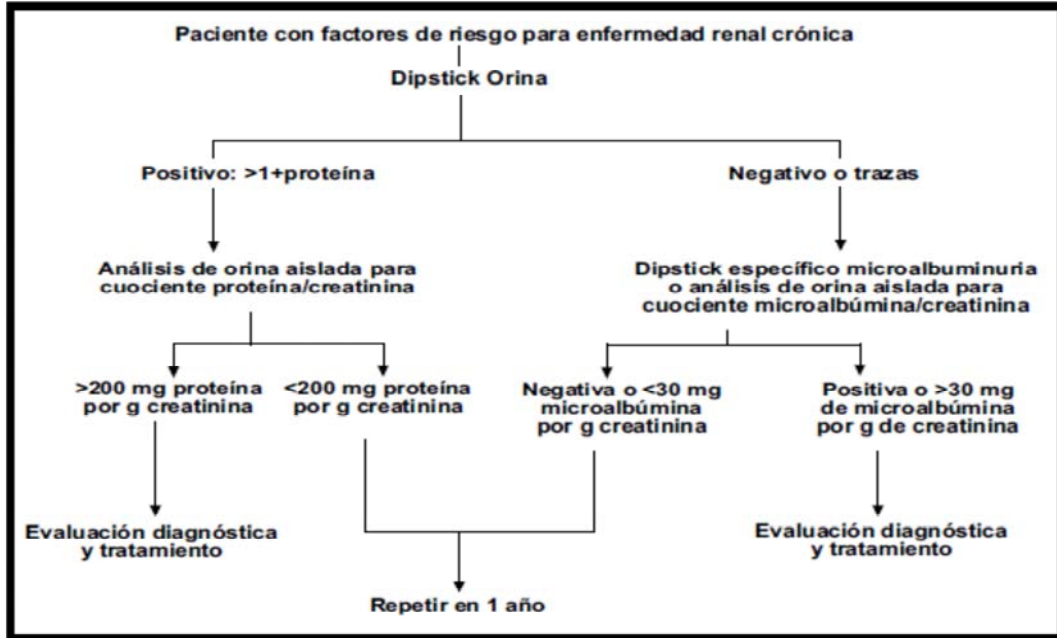 Paciente con factores de riesgo para enfermedad renal crónica
Dipstick Orina
Positivo: >1+proteína
Negativo o trazas
Análisis de orina aislada para
cuociente proteína/creatinina
Dipstick específico microalbuminuria
o análisis de orina aislada para
cuociente microalbúmina/creatinina
>200 mg proteína
por g creatinina
<200 mg proteína
por g creatinina
Negativa o <30 mg
microalbúmina
por g creatinina
Positiva o >30 mg
de microalbúmina
por g de creatinina
Evaluación diagnóstica
y tratamiento
Evaluación diagnóstica
y tratamiento
Repetir en 1 año